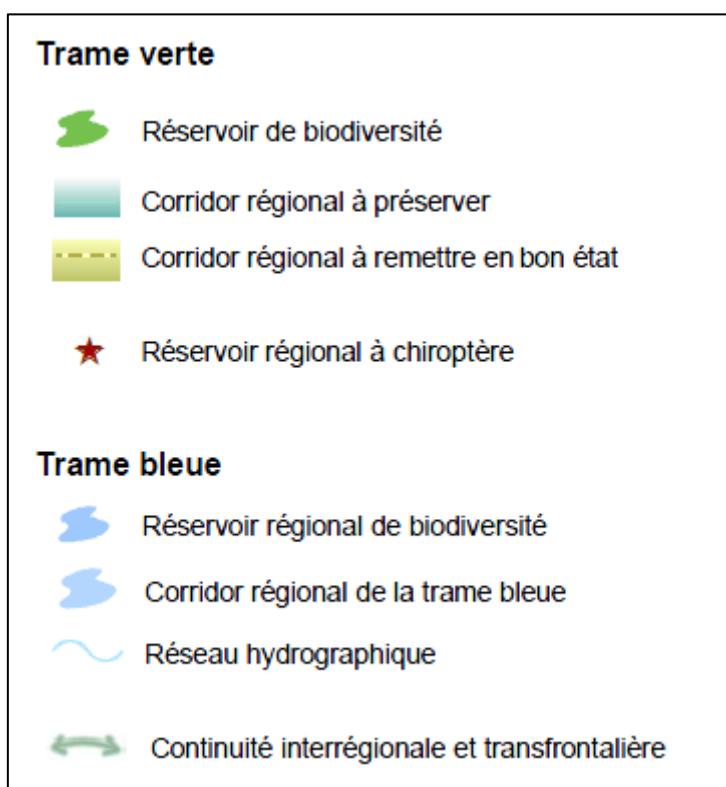 Trame verte
Réservoir de biodiversité
Corridor régional à préserver
Corridor régional à remettre en bon état
Réservoir régional à chiroptère
Trame bleue
Réservoir régional de biodiversité
Corridor régional de la trame bleue
Réseau hydrographique
Continuité interrégionale et transfrontalière